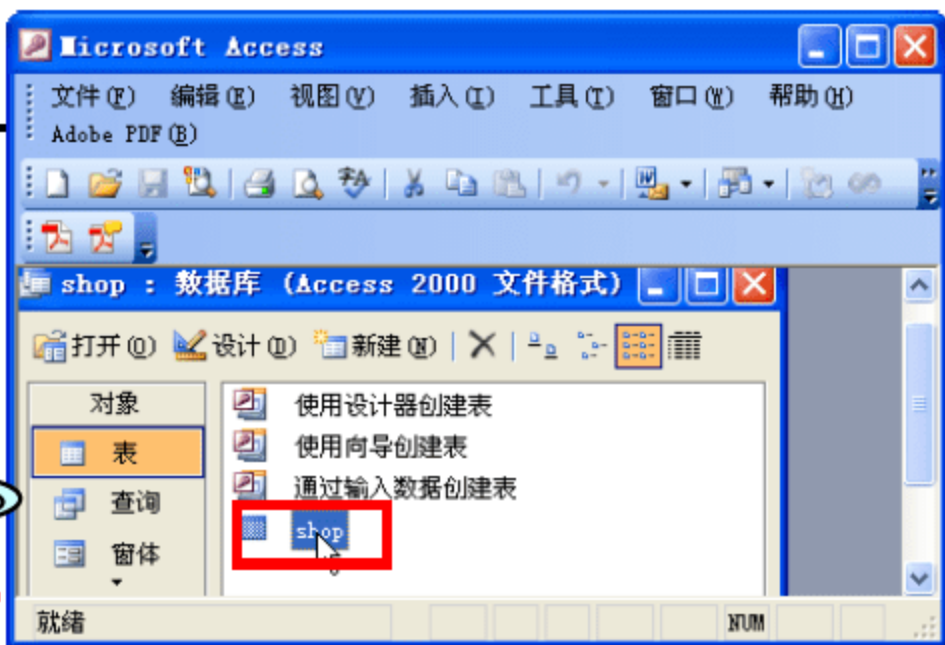 Microsoft Access
文件(F) 编辑(E) 视图(V) 插入(I) 工具(T) 窗口(W) 帮助(H)
Adobe PDF(B)
shop : 数据库 (Access 2000 文件格式)
打开(O) 设计(D) 新建(N)
对象
表
查询
窗体
使用设计器创建表
使用向导创建表
通过输入数据创建表
shop
就绪
NUM